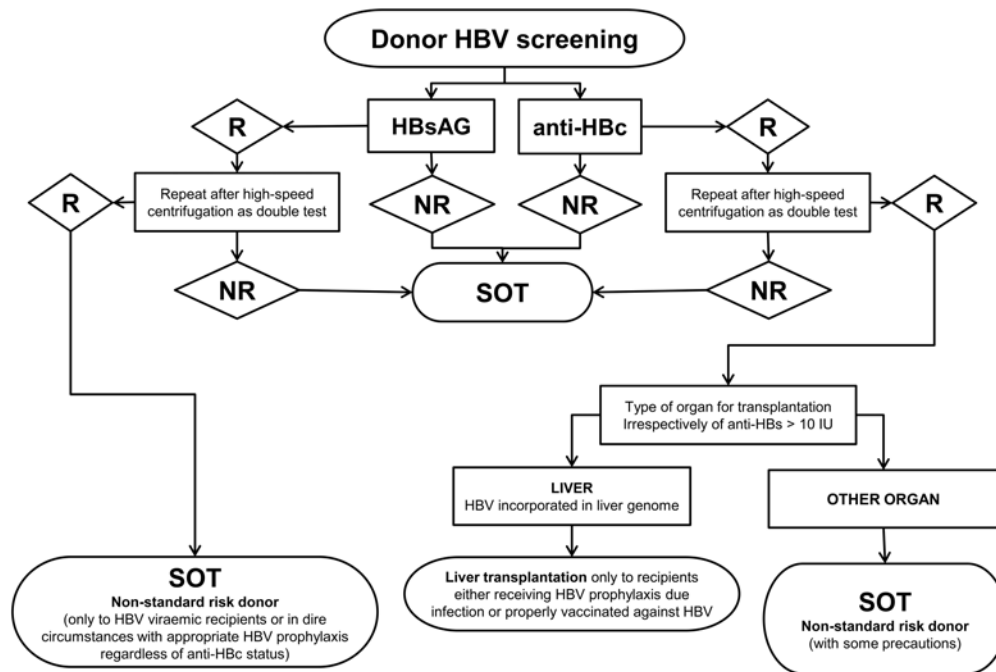 Donor HBV screening
R
HBsAG
anti-HBc
R
R
Repeat after high-speed
centrifugation as double test
NR
NR
Repeat after high-speed
centrifugation as double test
R
NR
SOT
NR
Type of organ for transplantation
Irrespectively of anti-HBs > 10 IU
LIVER
HBV incorporated in liver genome
OTHER ORGAN
SOT
Non-standard risk donor
(only to HBV viraemic recipients or in dire
circumstances with appropriate HBV prophylaxis
regardless of anti-HBc status)
Liver transplantation only to recipients
either receiving HBV prophylaxis due
infection or properly vaccinated against HBV
SOT
Non-standard risk donor
(with some precautions)